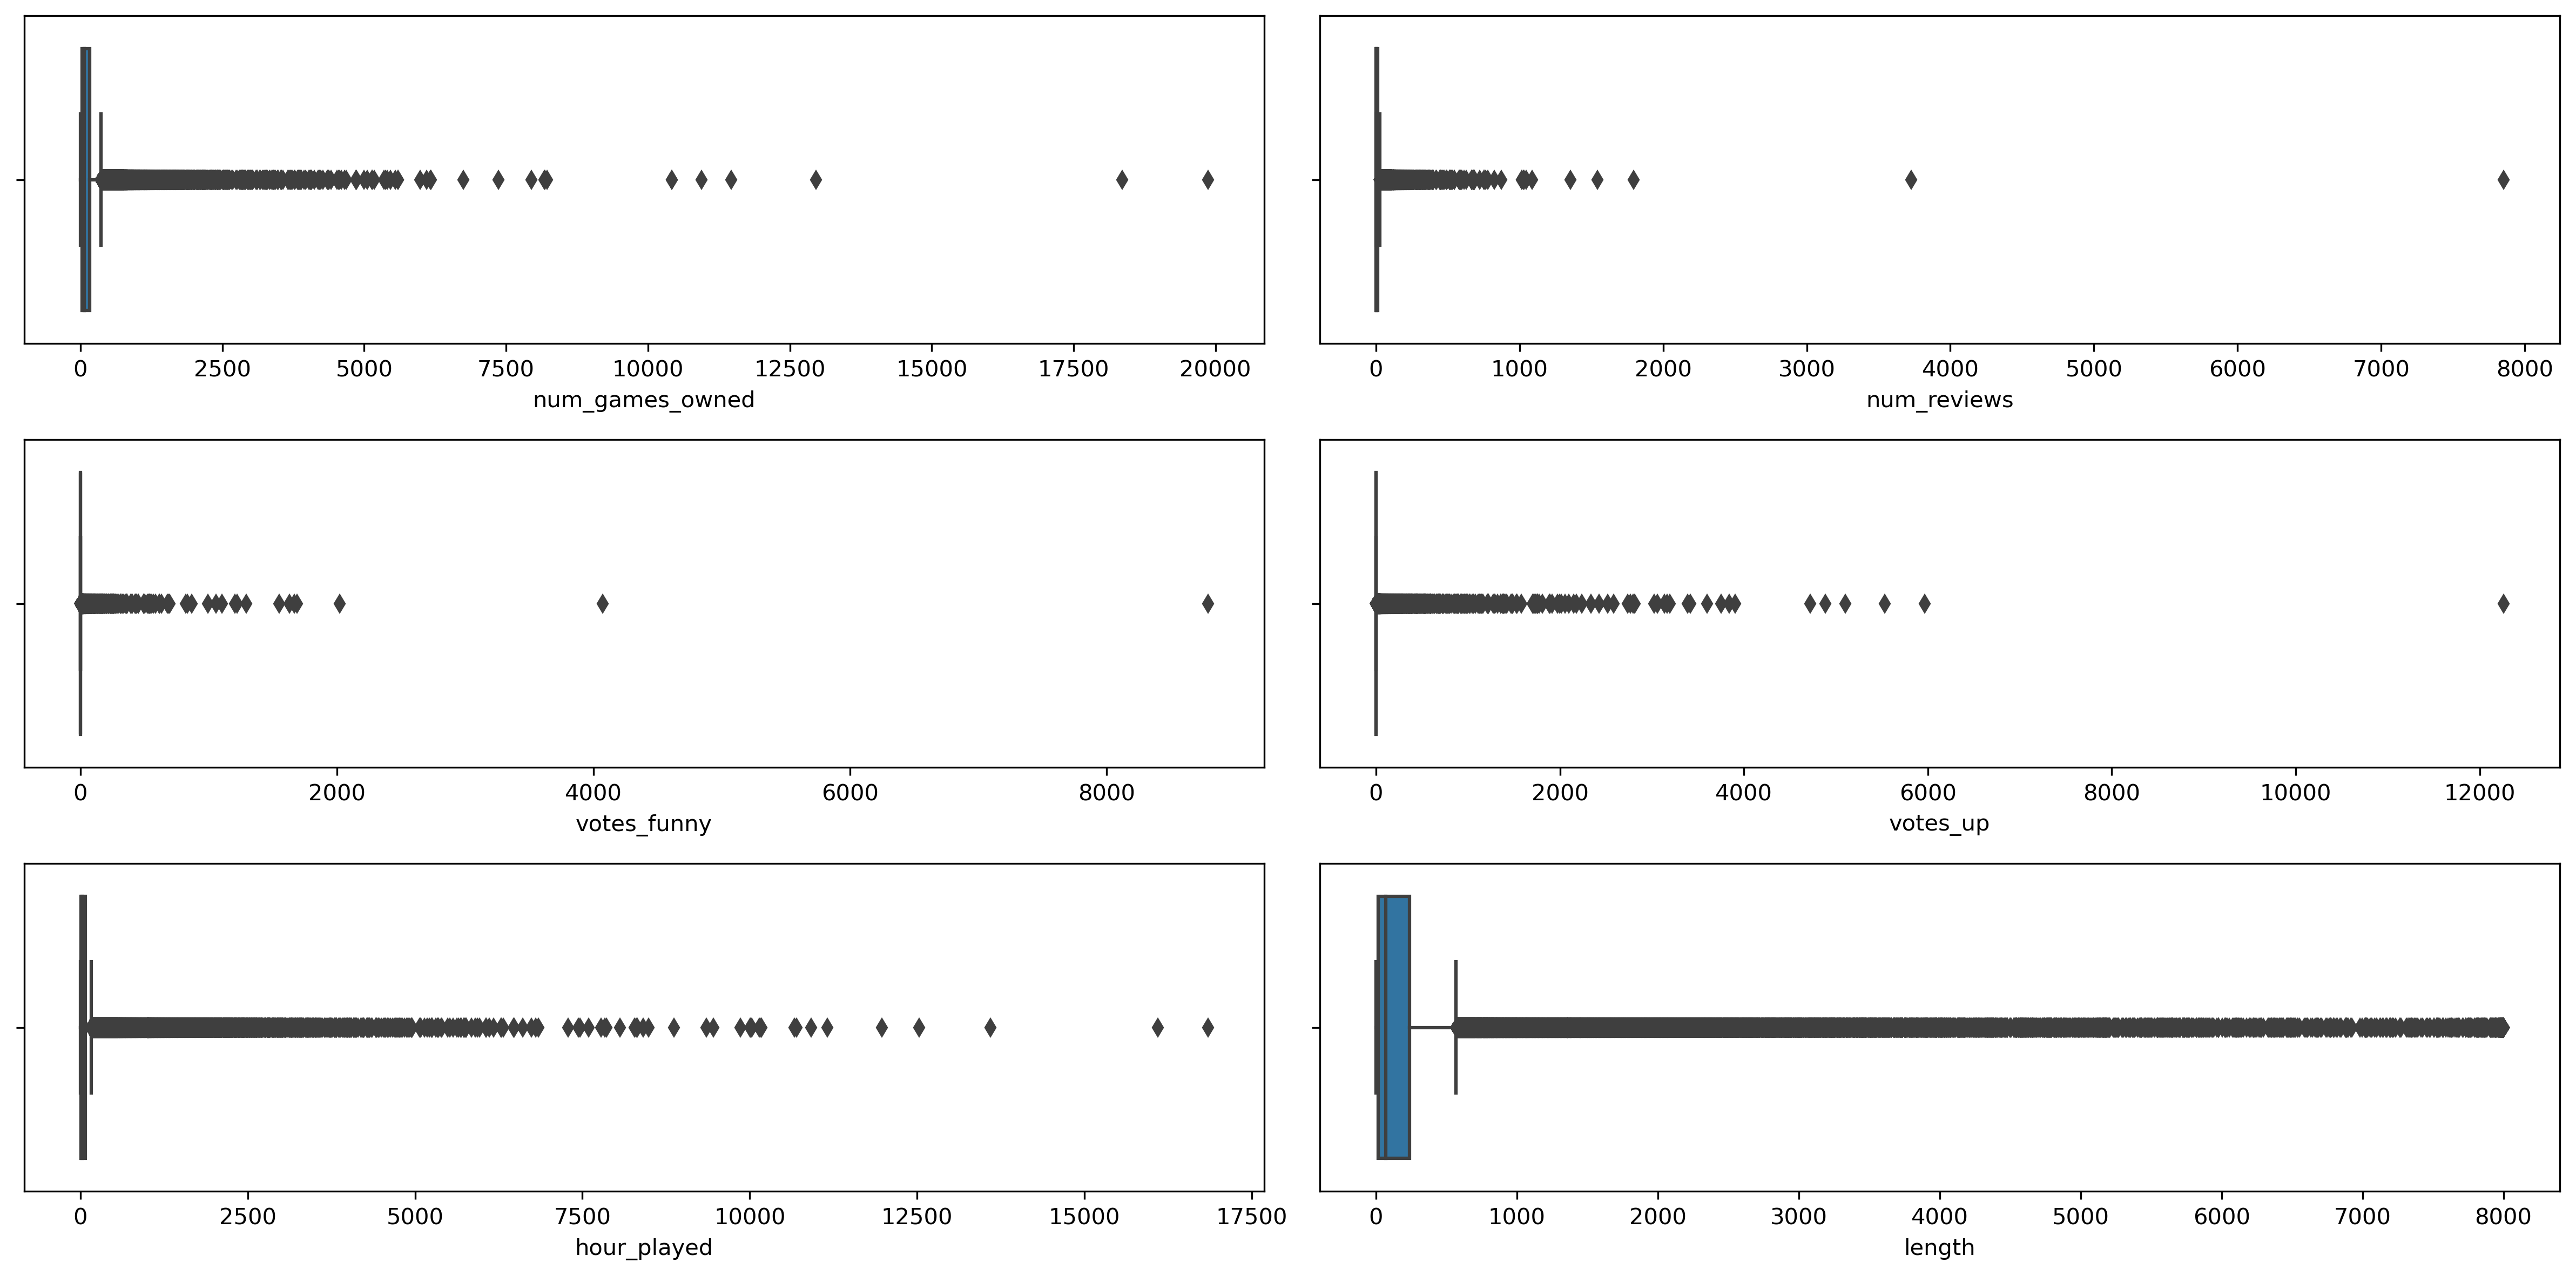 0 2500 5000 7500 10000 12500 15000 17500 20000
num_games_owned
0 1000 2000 3000 4000 5000 6000 7000 8000
num_reviews
0 2000 4000 6000 8000
votes_funny
0 2000 4000 6000 8000 10000 12000
votes_up
0 2500 5000 7500 10000 12500 15000 17500
hour_played
0 1000 2000 3000 4000 5000 6000 7000 8000
length